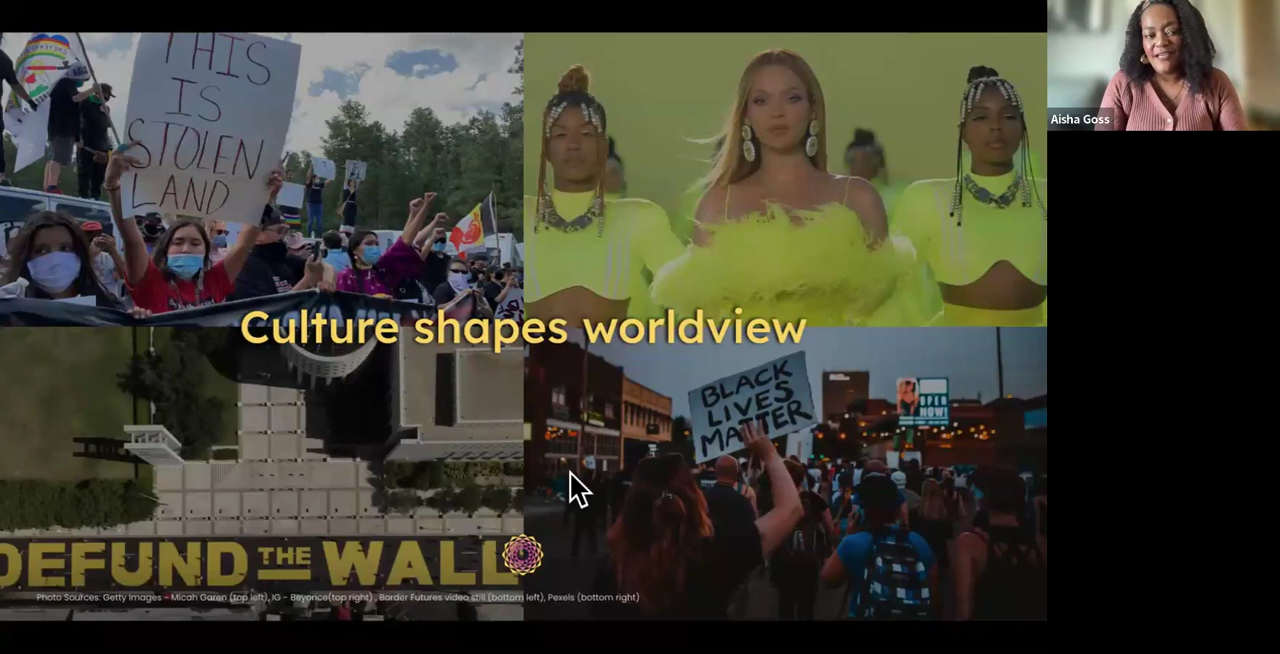 THIS
IS
STOLEN
LAND
Aisha Goss
Culture shapes worldview
BLACK
LIVES
MATTER
OPEN
NOW!
DEFUND THE WALL
Photo Sources: Getty Images - Micah Garen (top left), IG - Beyonce(top right) , Border Futures video still (bottom left), Pexels (bottom right)